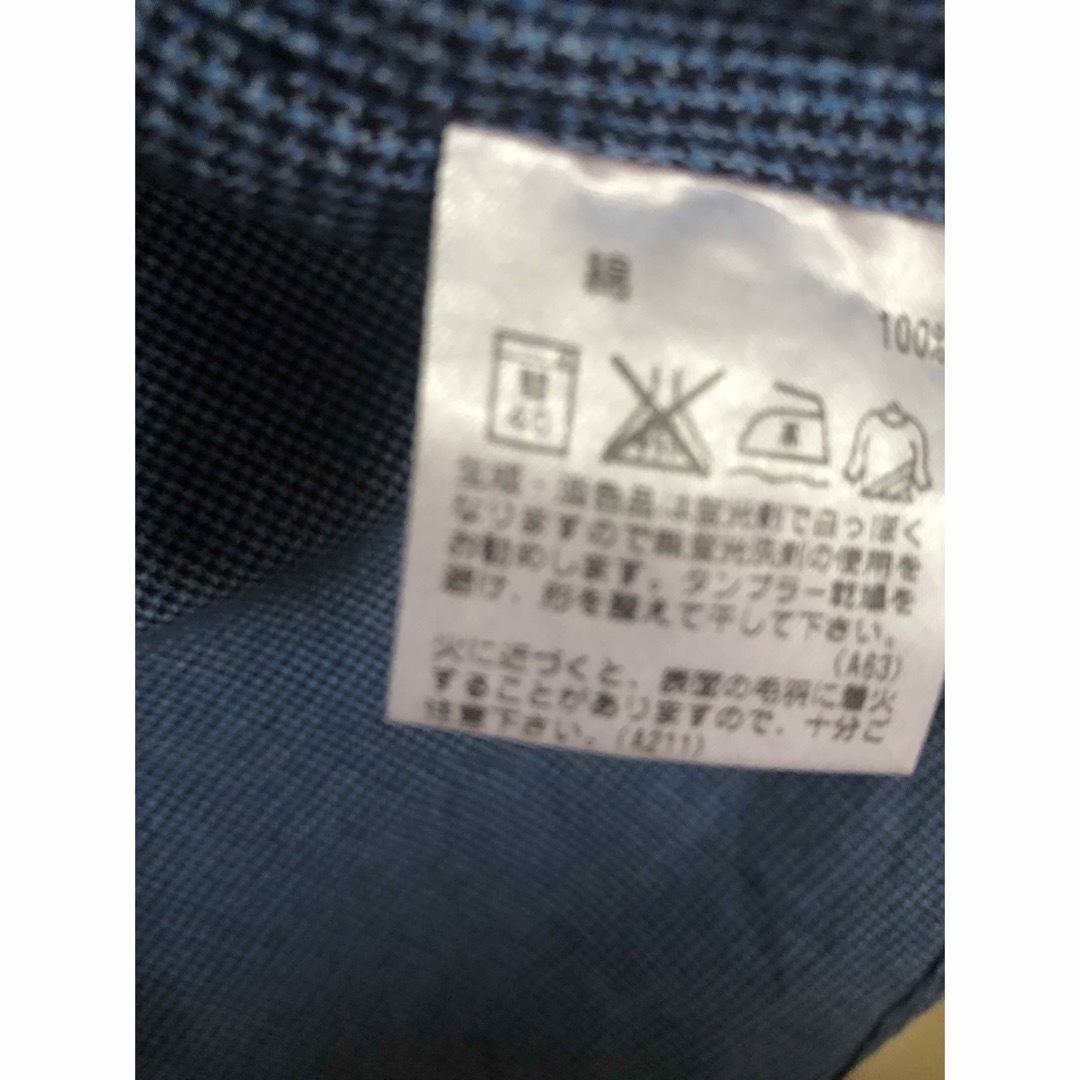 綿
100%
弱
40
高
生成・淡色品は蛍光剤で白っぽく
なりますので無蛍光洗剤の使用を
お勧めします。タンブラー乾燥を
避け、形を整えて干して下さい。
(A63)
火に近づくと、表面の毛羽に着火
することがありますので、十分ご
注意下さい。(A211)